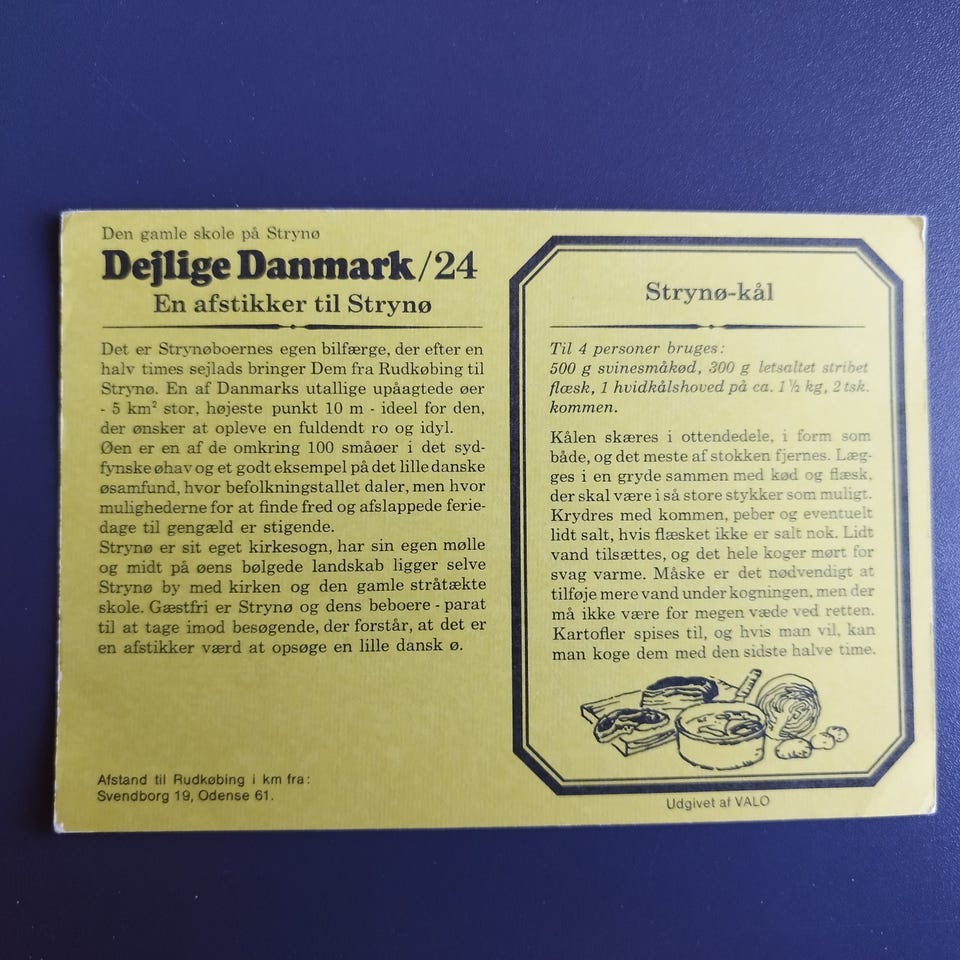 Den gamle skole på Strynø
Dejlige Danmark/24
En afstikker til Strynø
Det er Strynøboernes egen bilfærge, der efter en
halv times sejlads bringer Dem fra Rudkøbing til
Strynø. En af Danmarks utallige upåagtede øer
- 5 km² stor, højeste punkt 10 m - ideel for den,
der ønsker at opleve en fuldendt ro og idyl.
Øen er en af de omkring 100 småøer i det syd-
fynske øhav og et godt eksempel på det lille danske
øsamfund, hvor befolkningstallet daler, men hvor
mulighederne for at finde fred og afslappede ferie-
dage til gengæld er stigende.
Strynø er sit eget kirkesogn, har sin egen mølle
og midt på øens bølgede landskab ligger selve
Strynø by med kirken og den gamle stråtækte
skole. Gæstfri er Strynø og dens beboere - parat
til at tage imod besøgende, der forstår, at det er
en afstikker værd at opsøge en lille dansk ø.
Afstand til Rudkøbing i km fra:
Svendborg 19, Odense 61.
Strynø-kål
Til 4 personer bruges:
500 g svinesmåkød, 300 g letsaltet stribet
flæsk, 1 hvidkålshoved på ca. 1½ kg, 2 tsk.
kommen.
Kålen skæres i ottendedele, i form som
både, og det meste af stokken fjernes. Læg-
ges i en gryde sammen med kød og flæsk,
der skal være i så store stykker som muligt.
Krydres med kommen, peber og eventuelt
lidt salt, hvis flæsket ikke er salt nok. Lidt
vand tilsættes, og det hele koger mørt for
svag varme. Måske er det nødvendigt at
tilføje mere vand under kogningen, men der
må ikke være for megen væde ved retten.
Kartofler spises til, og hvis man vil, kan
man koge dem med den sidste halve time.
Udgivet af VALO